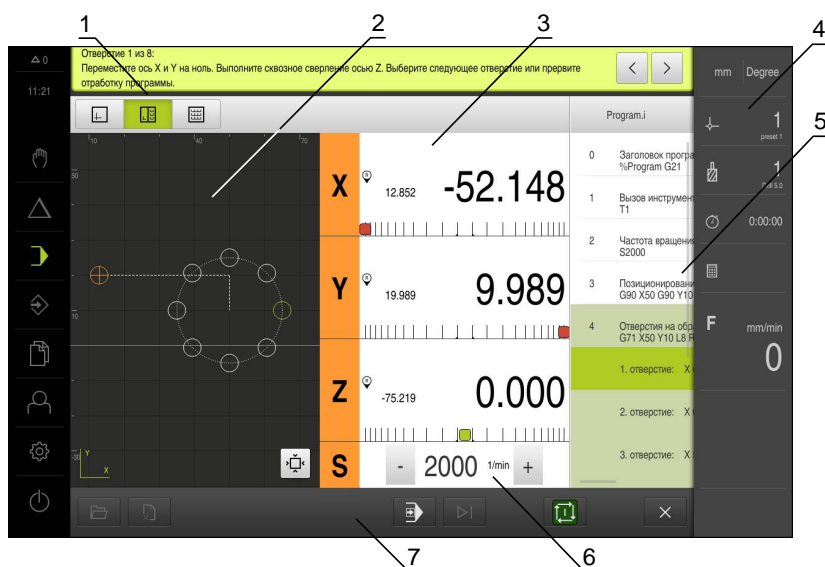 1
2
3
4
5
6
7
△ 0
11:21
Отверстие 1 из 8:
Переместите ось X и Y на ноль. Выполните сквозное сверление осью Z. Выберите следующее отверстие или прервите
отработку программы.
< >
mm Degree
Program.i
10 40 70
50
10
-30
Y
X
X R 12.852 -52.148
Y R 19.989 9.989
Z R -75.219 0.000
S - 2000 1/min +
0 Заголовок програ
%Program G21
1 Вызов инструмен
T1
2 Частота вращени
S2000
3 Позиционировани
G90 X50 G90 Y10
4 Отверстия на обра
G71 X50 Y10 L8 R
1. отверстие: X
2. отверстие: X
3. отверстие: X
1
preset 1
1
0:00:00
F mm/min
0